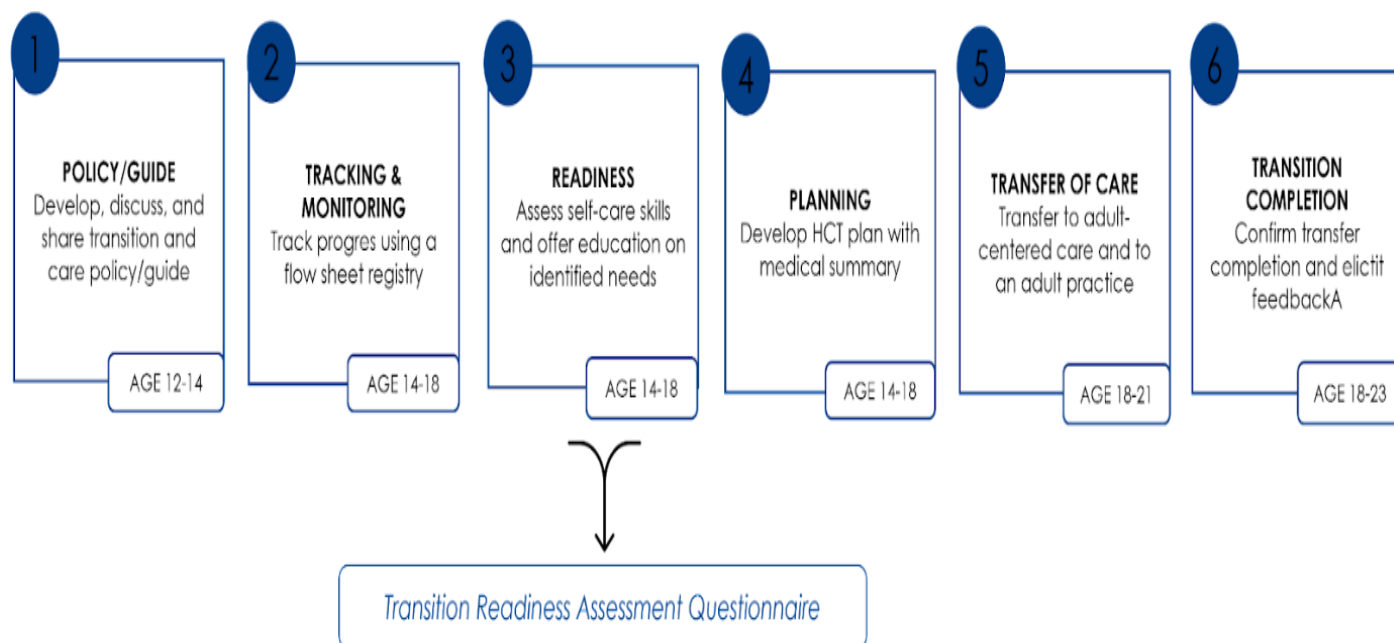 1
POLICY/GUIDE
Develop, discuss, and
share transition and
care policy/guide
AGE 12-14
2
TRACKING &
MONITORING
Track progres using a
flow sheet registry
AGE 14-18
3
READINESS
Assess self-care skills
and offer education on
identified needs
AGE 14-18
4
PLANNING
Develop HCT plan with
medical summary
AGE 14-18
5
TRANSFER OF CARE
Transfer to adult-
centered care and to
an adult practice
AGE 18-21
6
TRANSITION
COMPLETION
Confirm transfer
completion and elictit
feedbackA
AGE 18-23
Transition Readiness Assessment Questionnaire